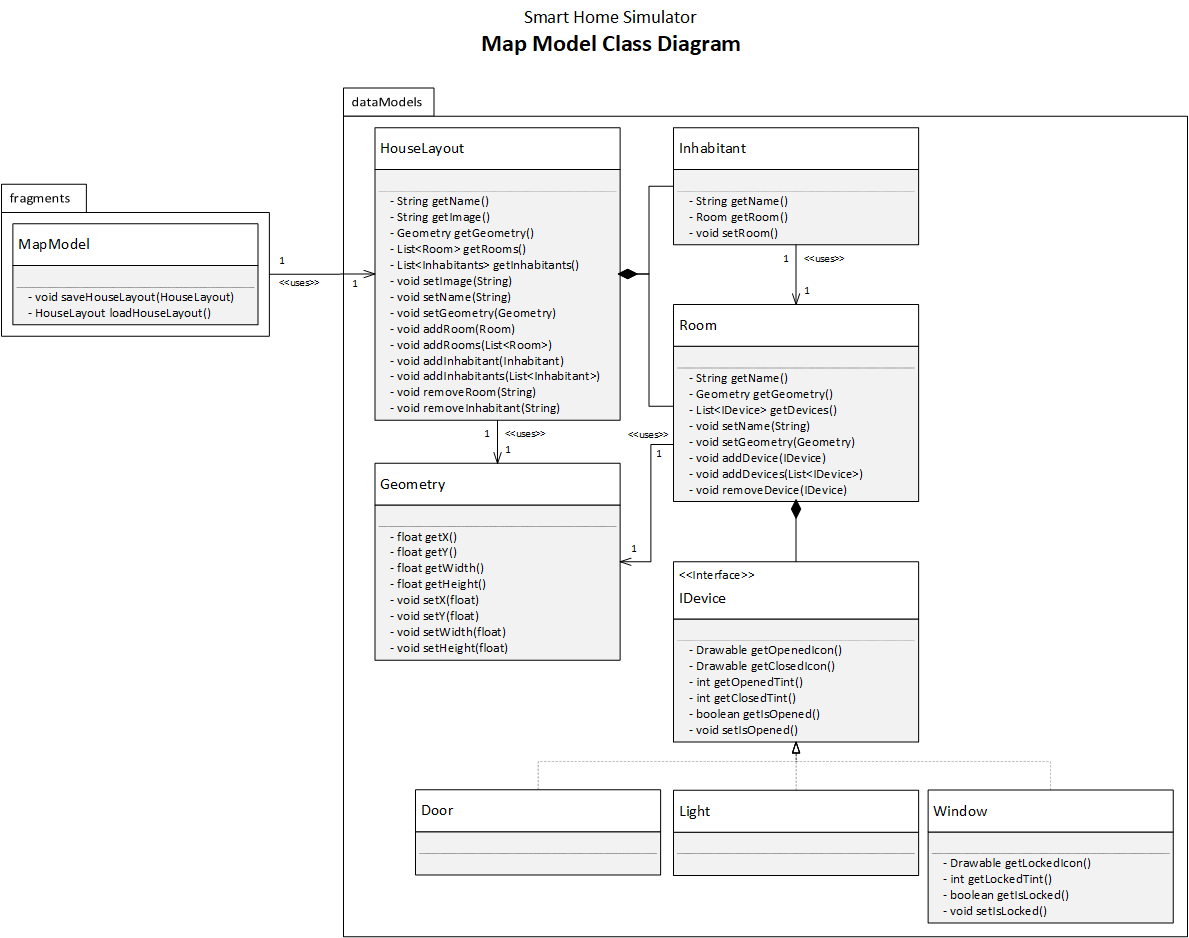 Smart Home Simulator
Map Model Class Diagram
dataModels
fragments
MapModel
- void saveHouseLayout(HouseLayout)
- HouseLayout loadHouseLayout()
1
<<uses>>
1
HouseLayout
- String getName()
- String getImage()
- Geometry getGeometry()
- List<Room> getRooms()
- List<Inhabitants> getInhabitants()
- void setImage(String)
- void setName(String)
- void setGeometry(Geometry)
- void addRoom(Room)
- void addRooms(List<Room>)
- void addInhabitant(Inhabitant)
- void addInhabitants(List<Inhabitant>)
- void removeRoom(String)
- void removeInhabitant(String)
Inhabitant
- String getName()
- Room getRoom()
- void setRoom()
1
<<uses>>
1
Room
- String getName()
- Geometry getGeometry()
- List<IDevice> getDevices()
- void setName(String)
- void setGeometry(Geometry)
- void addDevice(IDevice)
- void addDevices(List<IDevice>)
- void removeDevice(IDevice)
1
<<uses>>
1
<<uses>>
1
1
Geometry
- float getX()
- float getY()
- float getWidth()
- float getHeight()
- void setX(float)
- void setY(float)
- void setWidth(float)
- void setHeight(float)
<<Interface>>
IDevice
- Drawable getOpenedIcon()
- Drawable getClosedIcon()
- int getOpenedTint()
- int getClosedTint()
- boolean getIsOpened()
- void setIsOpened()
Door
Light
Window
- Drawable getLockedIcon()
- int getLockedTint()
- boolean getIsLocked()
- void setIsLocked()